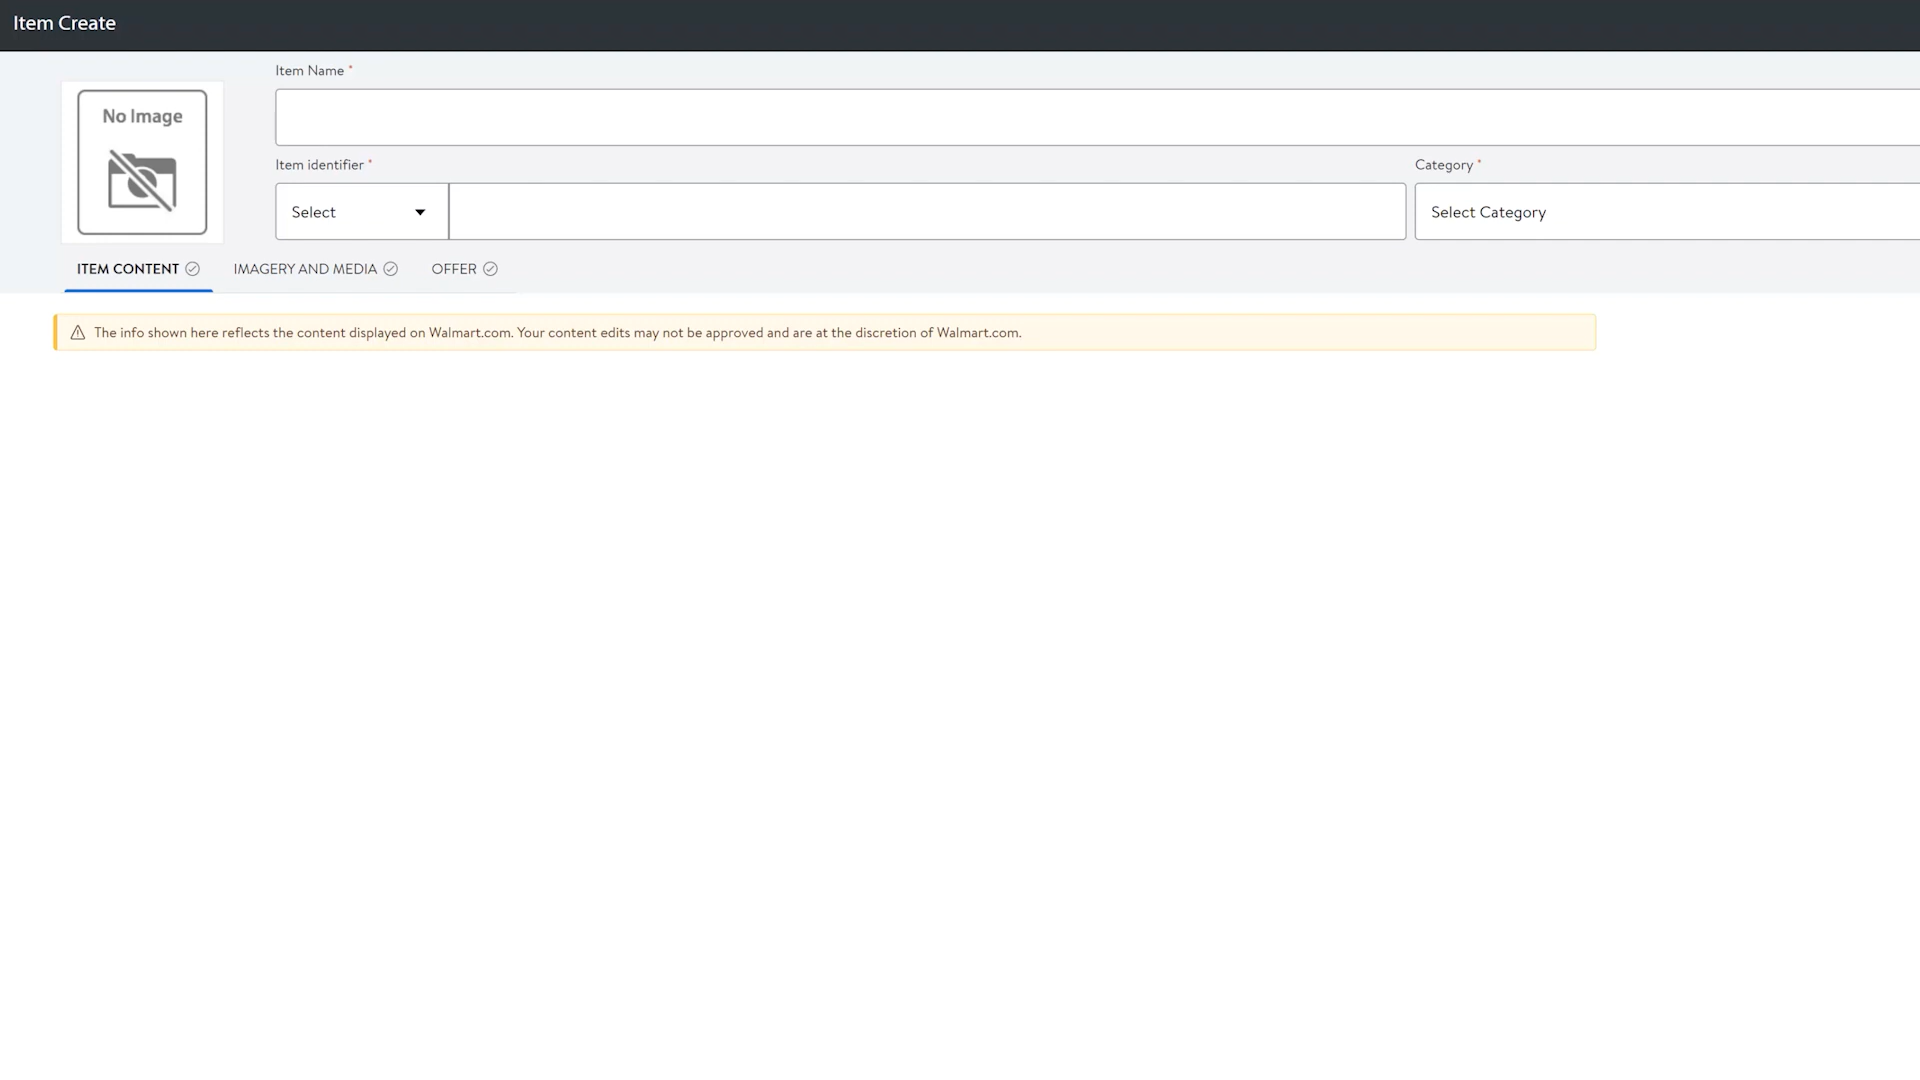 Item Create
No Image
Item Name *
Item identifier *
Category *
Select
Select Category
ITEM CONTENT
IMAGERY AND MEDIA
OFFER
The info shown here reflects the content displayed on Walmart.com. Your content edits may not be approved and are at the discretion of Walmart.com.